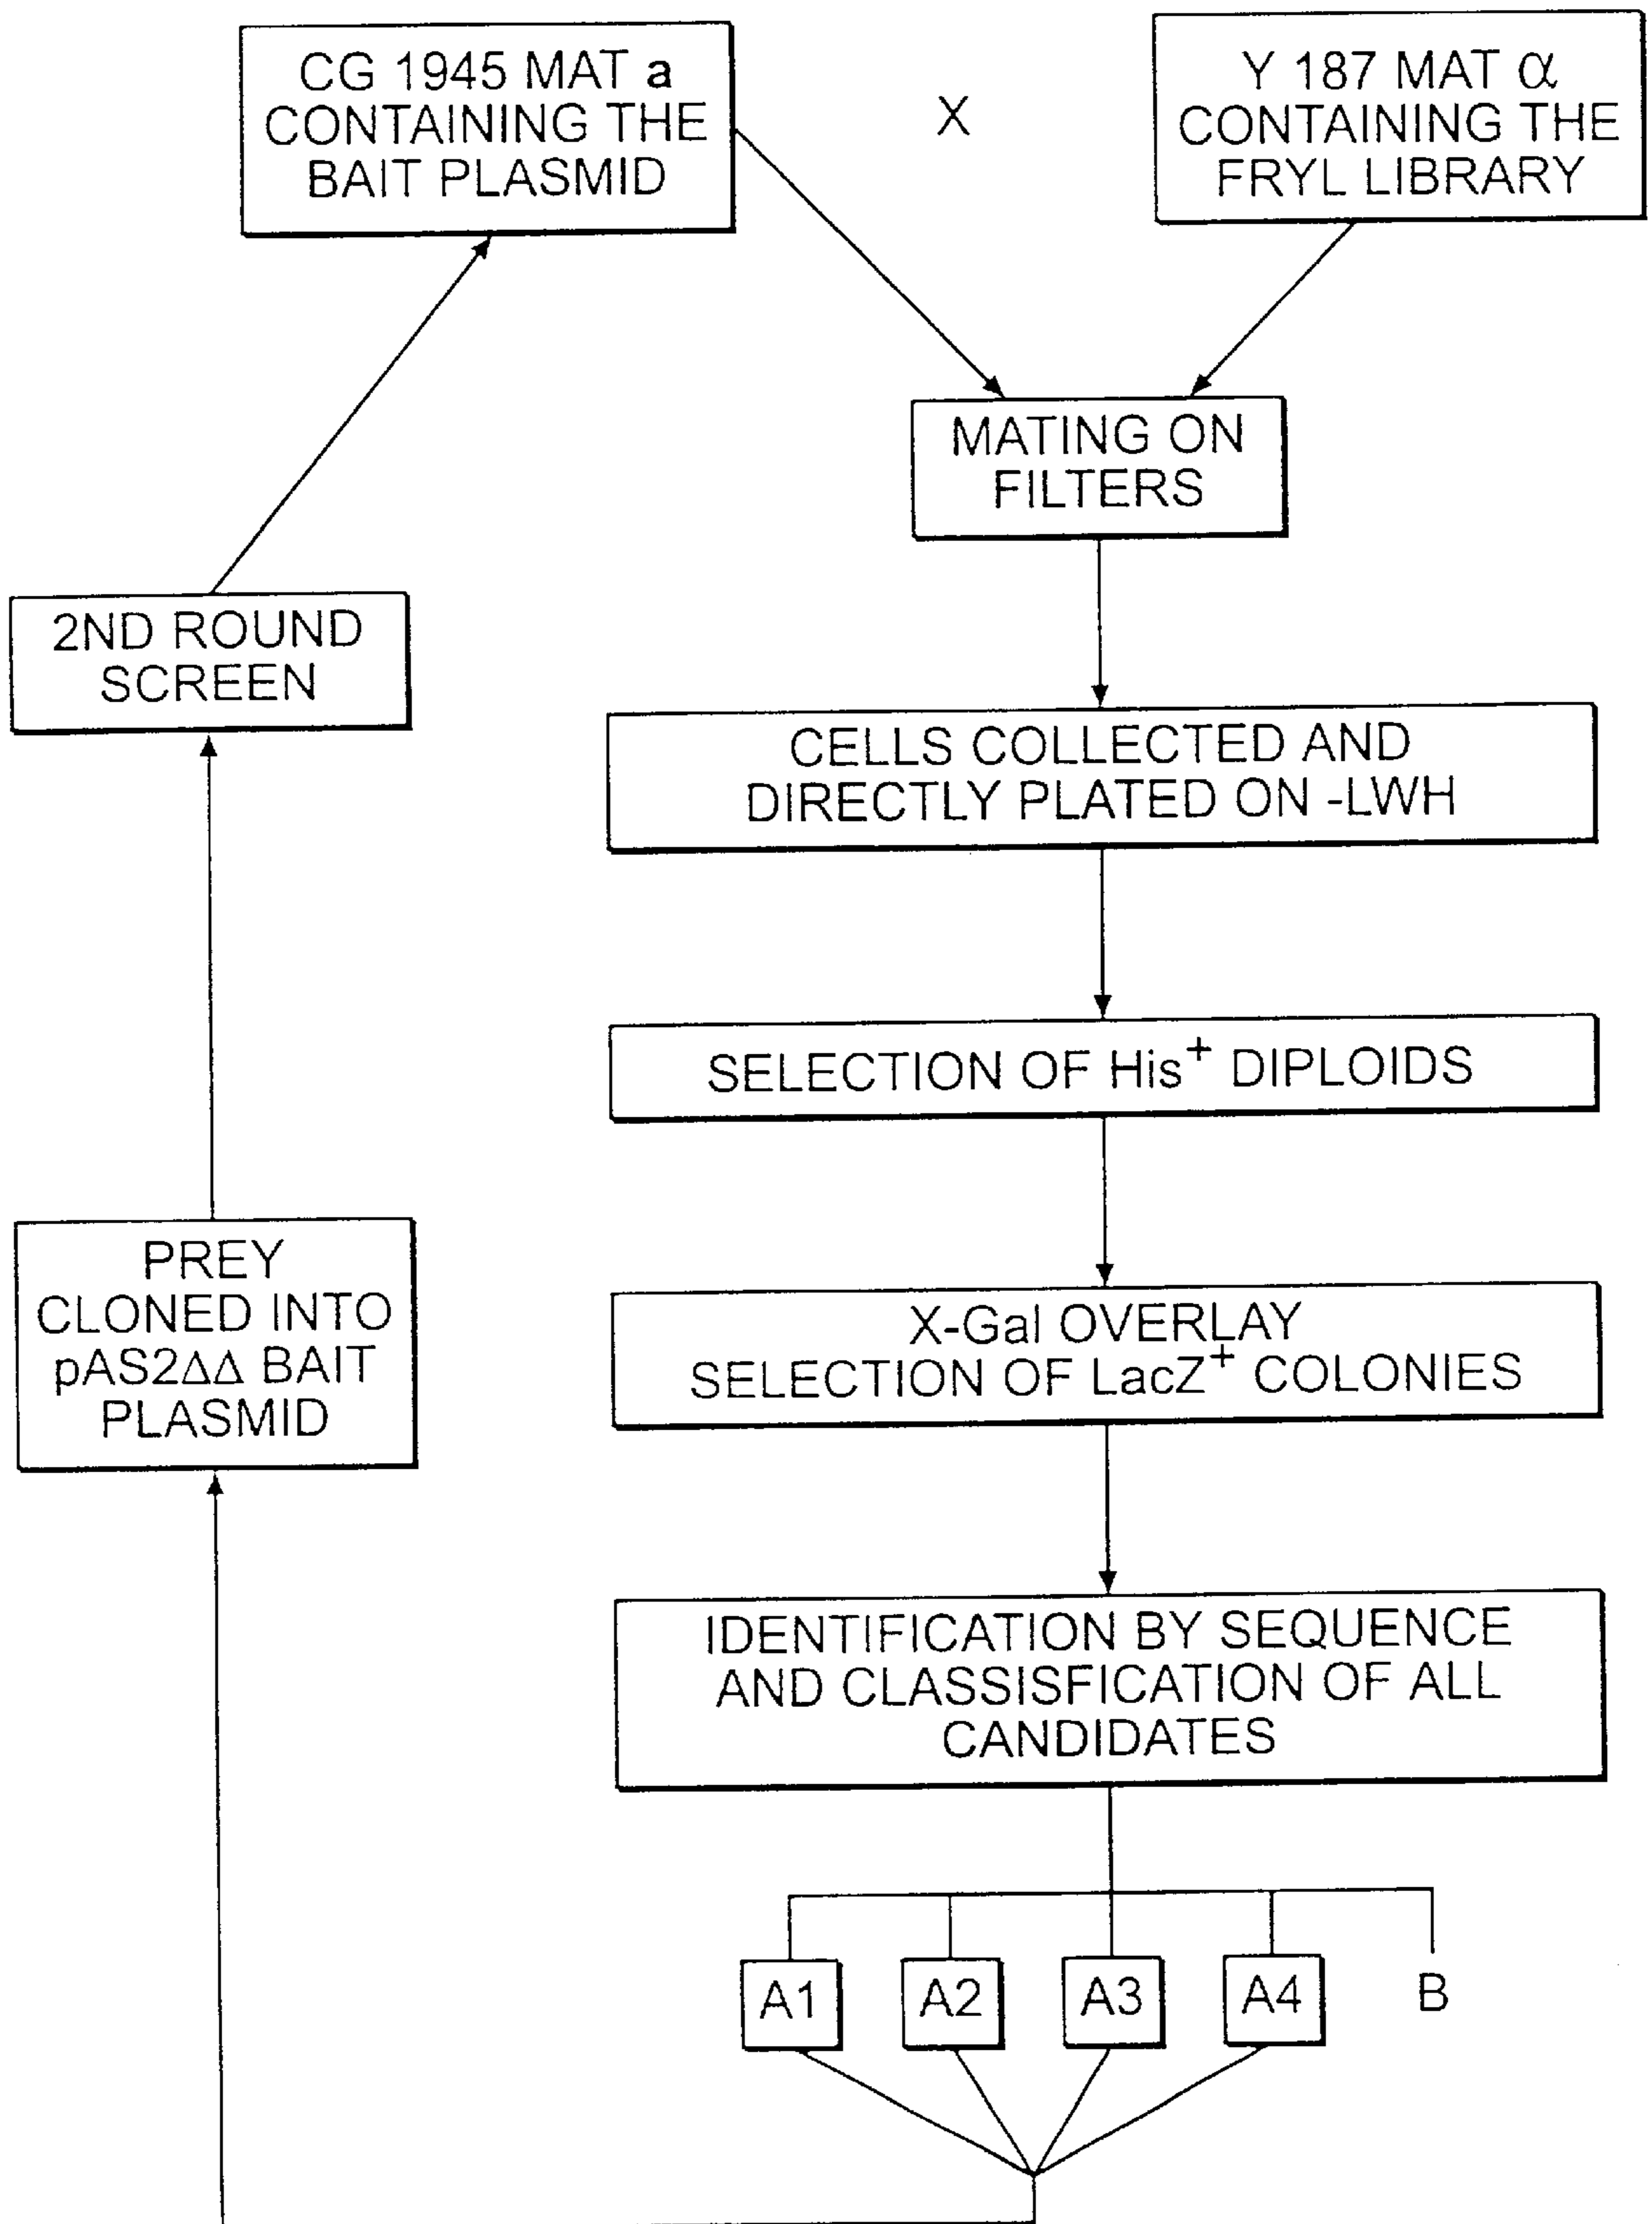 CG 1945 MAT a
CONTAINING THE
BAIT PLASMID
X
Y 187 MAT α
CONTAINING THE
FRYL LIBRARY
MATING ON
FILTERS
2ND ROUND
SCREEN
CELLS COLLECTED AND
DIRECTLY PLATED ON -LWH
SELECTION OF His⁺ DIPLOIDS
PREY
CLONED INTO
pAS2ΔΔ BAIT
PLASMID
X-Gal OVERLAY
SELECTION OF LacZ⁺ COLONIES
IDENTIFICATION BY SEQUENCE
AND CLASSISFICATION OF ALL
CANDIDATES
A1
A2
A3
A4
B